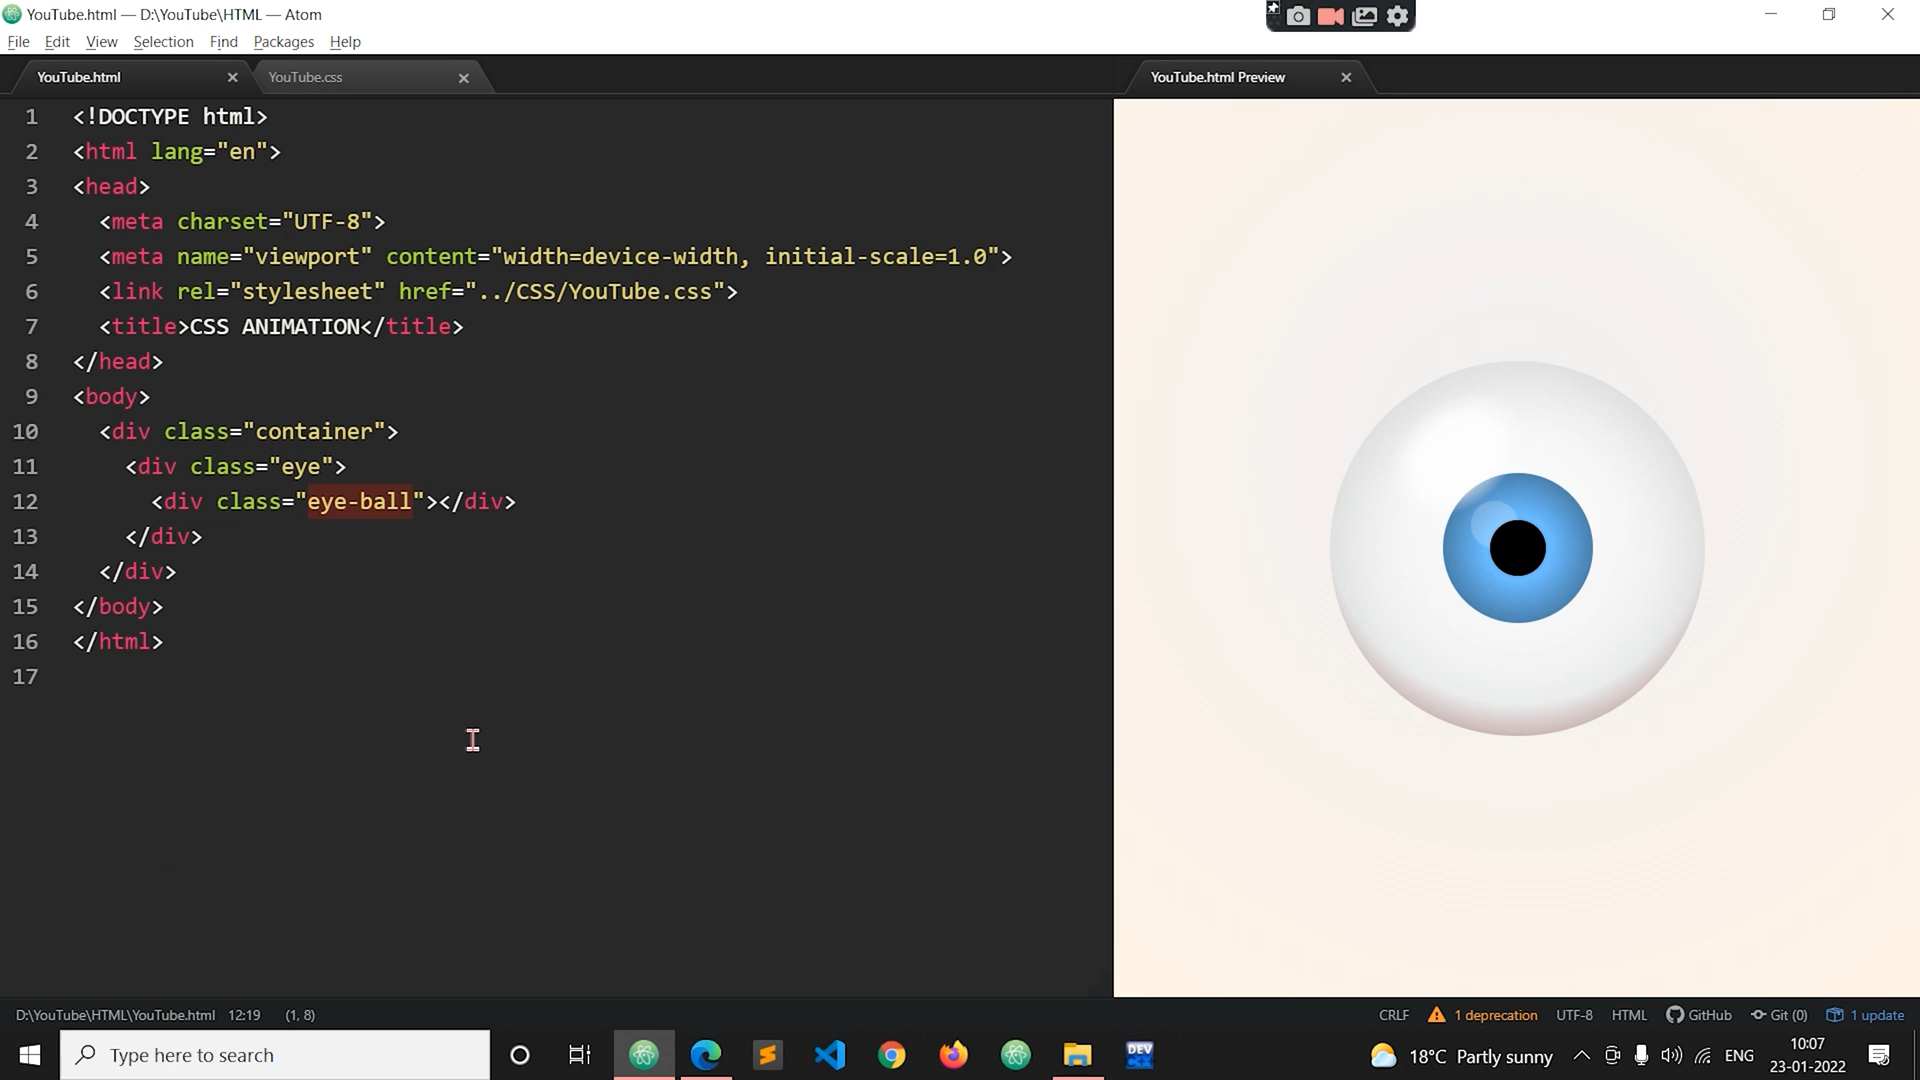 YouTube.html — D:\YouTube\HTML — Atom
File Edit View Selection Find Packages Help
YouTube.html YouTube.css YouTube.html Preview
1 <!DOCTYPE html>
2 <html lang="en">
3 <head>
4 <meta charset="UTF-8">
5 <meta name="viewport" content="width=device-width, initial-scale=1.0">
6 <link rel="stylesheet" href="../CSS/YouTube.css">
7 <title>CSS ANIMATION</title>
8 </head>
9 <body>
10 <div class="container">
11 <div class="eye">
12 <div class="eye-ball"></div>
13 </div>
14 </div>
15 </body>
16 </html>
17
D:\YouTube\HTML\YouTube.html 12:19 (1, 8) CRLF 1 deprecation UTF-8 HTML GitHub Git (0) 1 update
Type here to search DEV C++ 18°C Partly sunny ENG 10:07
23-01-2022